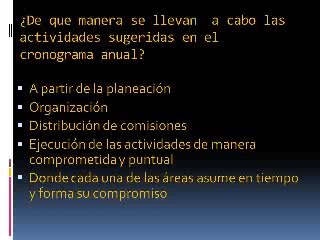 ¿De que manera se llevan a cabo las
actividades sugeridas en el
cronograma anual?
A partir de la planeación
Organización
Distribución de comisiones
Ejecución de las actividades de manera
comprometida y puntual
Donde cada una de las áreas asume en tiempo
y forma su compromiso